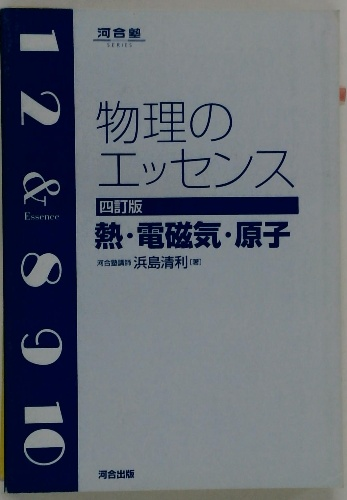 河合塾
SERIES
物理の
エッセンス
四訂版
熱・電磁気・原子
河合塾講師 浜島清利[著]
河合出版
1
2
&
Essence
8
9
10